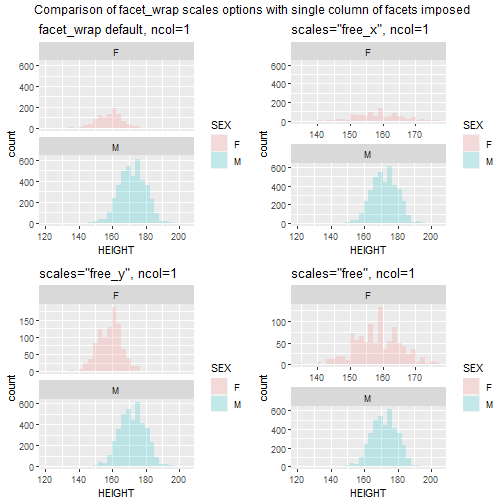 Comparison of facet_wrap scales options with single column of facets imposed
facet_wrap default, ncol=1
F
600
400
200
0
M
600
400
200
0
120 140 160 180 200
HEIGHT
count
SEX
F
M
scales="free_x", ncol=1
F
600
400
200
0
140 150 160 170
M
600
400
200
0
120 140 160 180 200
HEIGHT
count
SEX
F
M
scales="free_y", ncol=1
F
150
100
50
0
M
600
400
200
0
120 140 160 180 200
HEIGHT
count
SEX
F
M
scales="free", ncol=1
F
100
50
0
140 150 160 170
M
600
400
200
0
120 140 160 180 200
HEIGHT
count
SEX
F
M